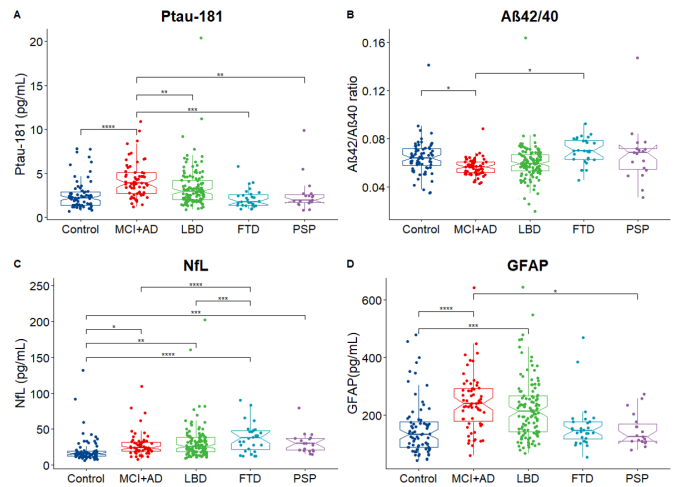 A
Ptau-181
Ptau-181 (pg/mL)
20
15
10
5
0
**
**
***
****
Control MCI+AD LBD FTD PSP
B
Aß42/40
Aβ42/Aβ40 ratio
0.16
0.12
0.08
0.04
*
*
Control MCI+AD LBD FTD PSP
C
NfL
NfL (pg/mL)
250
200
150
100
50
0
****
***
***
*
**
****
Control MCI+AD LBD FTD PSP
D
GFAP
GFAP(pg/mL)
600
400
200
*
****
***
Control MCI+AD LBD FTD PSP